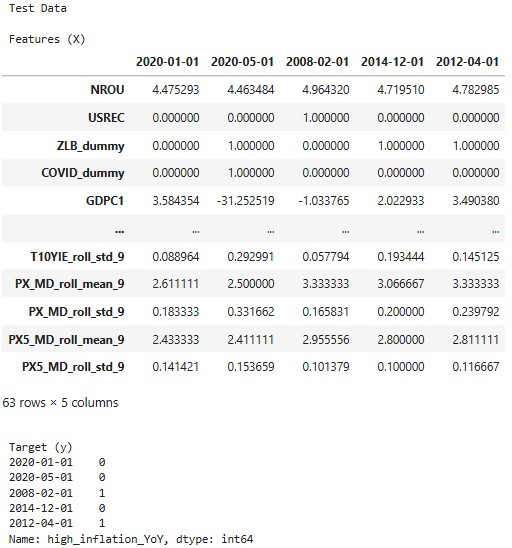 Test Data
Features (X)
2020-01-01 2020-05-01 2008-02-01 2014-12-01 2012-04-01
NROU 4.475293 4.463484 4.964320 4.719510 4.782985
USREC 0.000000 0.000000 1.000000 0.000000 0.000000
ZLB_dummy 0.000000 1.000000 0.000000 1.000000 1.000000
COVID_dummy 0.000000 1.000000 0.000000 0.000000 0.000000
GDPC1 3.584354 -31.252519 -1.033765 2.022933 3.490380
... ... ... ... ... ...
T10YIE_roll_std_9 0.088964 0.292991 0.057794 0.193444 0.145125
PX_MD_roll_mean_9 2.611111 2.500000 3.333333 3.066667 3.333333
PX_MD_roll_std_9 0.183333 0.331662 0.165831 0.200000 0.239792
PX5_MD_roll_mean_9 2.433333 2.411111 2.955556 2.800000 2.811111
PX5_MD_roll_std_9 0.141421 0.153659 0.101379 0.100000 0.116667
63 rows × 5 columns
Target (y)
2020-01-01 0
2020-05-01 0
2008-02-01 1
2014-12-01 0
2012-04-01 1
Name: high_inflation_YoY, dtype: int64